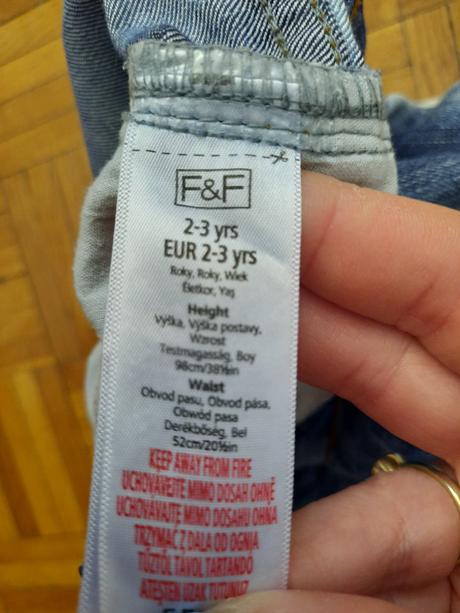 F&F
2-3 yrs
EUR 2-3 yrs
Roky, Roky, Wiek
Életkor, Yaş
Height
Výška, Výška postavy,
Wzrost
Testmagasság, Boy
98cm/38½in
Waist
Obvod pasu, Obvod pása,
Obwód pasa
Derékbőség, Bel
52cm/20½in
KEEP AWAY FROM FIRE
UCHOVÁVEJTE MIMO DOSAH OHNĚ
UCHOVÁVAJTE MIMO DOSAHU OHŇA
TRZYMAĆ Z DALA OD OGNIA
TŰZTŐL TÁVOL TARTANDÓ
ATEŞTEN UZAK TUTUNUZ